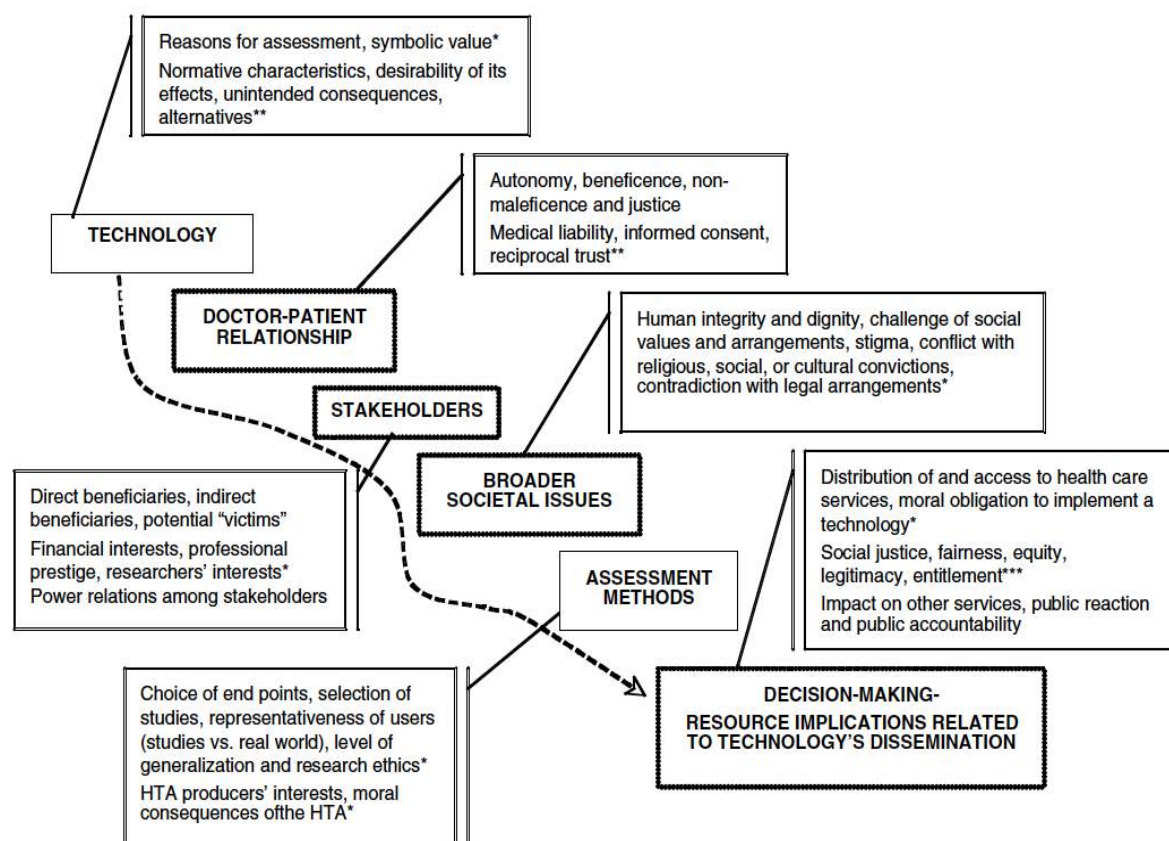 Reasons for assessment, symbolic value*
Normative characteristics, desirability of its
effects, unintended consequences,
alternatives**
TECHNOLOGY
Autonomy, beneficence, non-
maleficence and justice
Medical liability, informed consent,
reciprocal trust**
DOCTOR-PATIENT
RELATIONSHIP
Human integrity and dignity, challenge of social
values and arrangements, stigma, conflict with
religious, social, or cultural convictions,
contradiction with legal arrangements*
STAKEHOLDERS
Direct beneficiaries, indirect
beneficiaries, potential “victims”
Financial interests, professional
prestige, researchers’ interests*
Power relations among stakeholders
BROADER
SOCIETAL ISSUES
Distribution of and access to health care
services, moral obligation to implement a
technology*
Social justice, fairness, equity,
legitimacy, entitlement***
Impact on other services, public reaction
and public accountability
ASSESSMENT
METHODS
Choice of end points, selection of
studies, representativeness of users
(studies vs. real world), level of
generalization and research ethics*
HTA producers’ interests, moral
consequences ofthe HTA*
DECISION-MAKING-
RESOURCE IMPLICATIONS RELATED
TO TECHNOLOGY’S DISSEMINATION